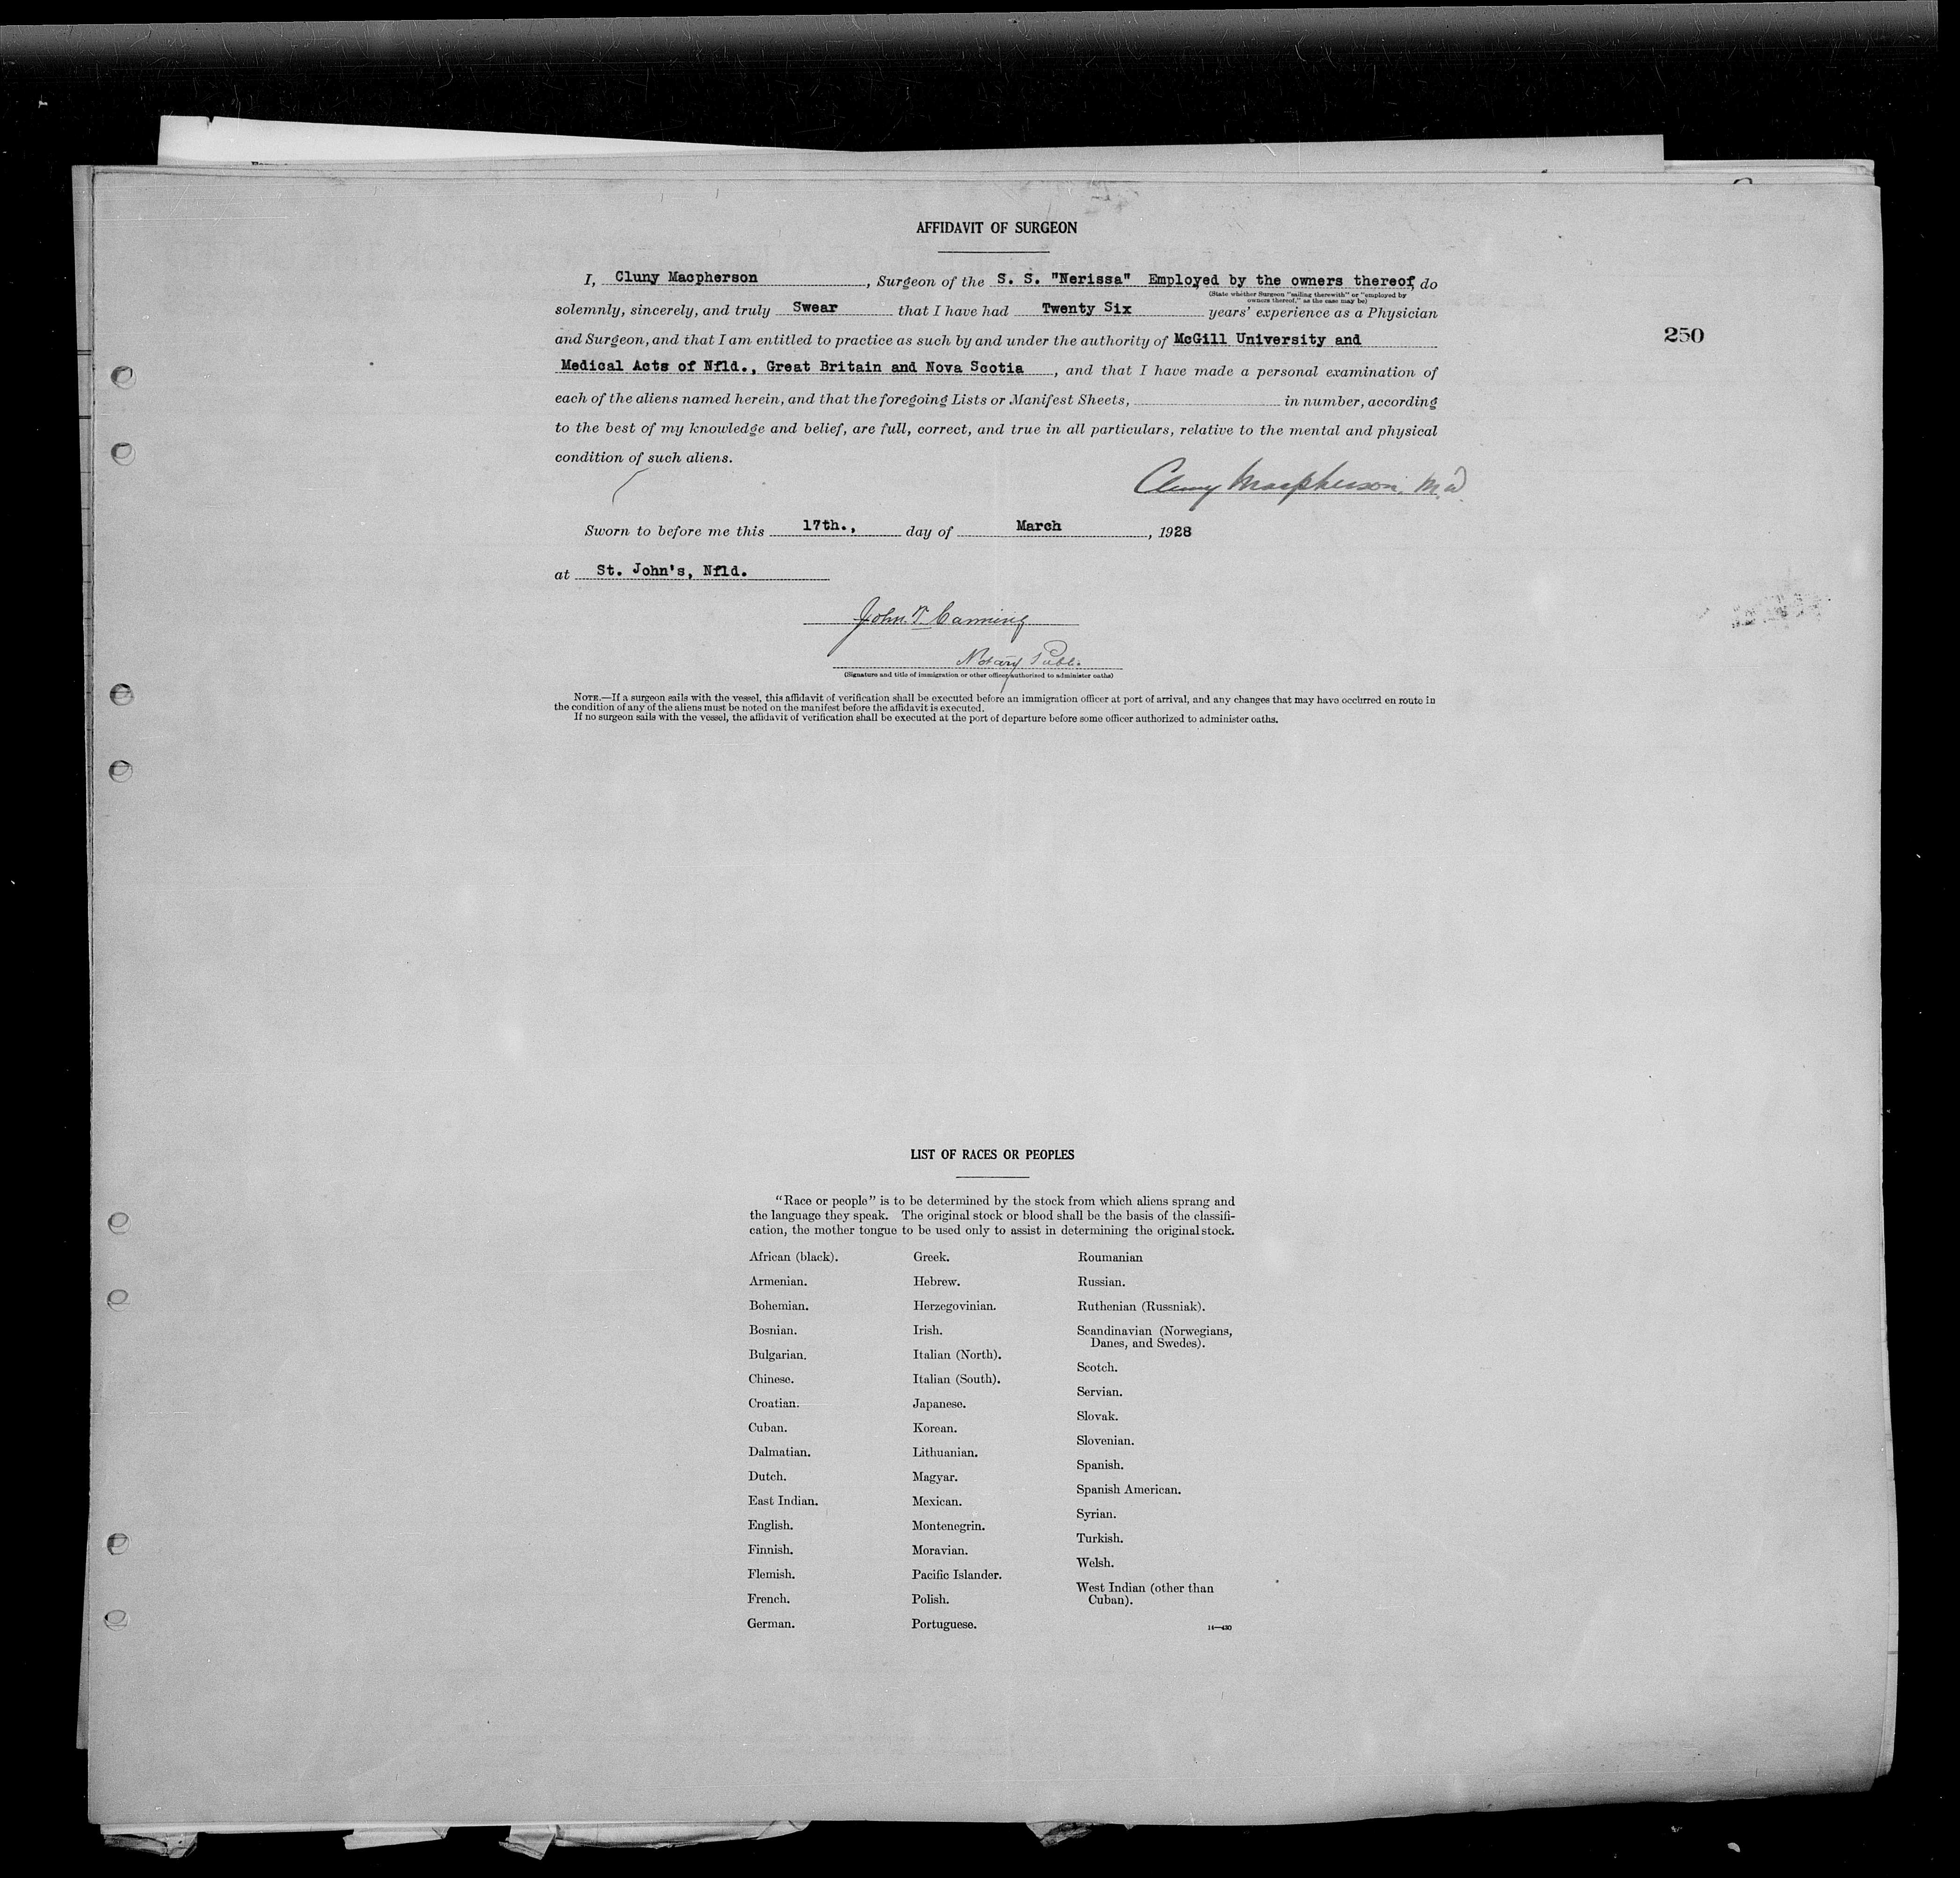 AFFIDAVIT OF SURGEON
I, Cluny Macpherson, Surgeon of the S. S. "Nerissa" Employed by the owners thereof, do
(State whether Surgeon "sailing therewith" or "employed by
owners thereof," as the case may be)
solemnly, sincerely, and truly Swear that I have had Twenty Six years' experience as a Physician
and Surgeon, and that I am entitled to practice as such by and under the authority of McGill University and
250
Medical Acts of Nfld., Great Britain and Nova Scotia, and that I have made a personal examination of
each of the aliens named herein, and that the foregoing Lists or Manifest Sheets, in number, according
to the best of my knowledge and belief, are full, correct, and true in all particulars, relative to the mental and physical
condition of such aliens.
Cluny Macpherson, M.D.
Sworn to before me this 17th., day of March, 1928
at St. John's, Nfld.
John T Canning
Notary Public
(Signature and title of immigration or other officer authorized to administer oaths)
NOTE.—If a surgeon sails with the vessel, this affidavit of verification shall be executed before an immigration officer at port of arrival, and any changes that may have occurred en route in
the condition of any of the aliens must be noted on the manifest before the affidavit is executed.
If no surgeon sails with the vessel, the affidavit of verification shall be executed at the port of departure before some officer authorized to administer oaths.
LIST OF RACES OR PEOPLES
"Race or people" is to be determined by the stock from which aliens sprang and
the language they speak. The original stock or blood shall be the basis of the classifi-
cation, the mother tongue to be used only to assist in determining the original stock.
African (black).
Armenian.
Bohemian.
Bosnian.
Bulgarian.
Chinese.
Croatian.
Cuban.
Dalmatian.
Dutch.
East Indian.
English.
Finnish.
Flemish.
French.
German.
Greek.
Hebrew.
Herzegovinian.
Irish.
Italian (North).
Italian (South).
Japanese.
Korean.
Lithuanian.
Magyar.
Mexican.
Montenegrin.
Moravian.
Pacific Islander.
Polish.
Portuguese.
Roumanian
Russian.
Ruthenian (Russniak).
Scandinavian (Norwegians,
Danes, and Swedes).
Scotch.
Servian.
Slovak.
Slovenian.
Spanish.
Spanish American.
Syrian.
Turkish.
Welsh.
West Indian (other than
Cuban).
14—430